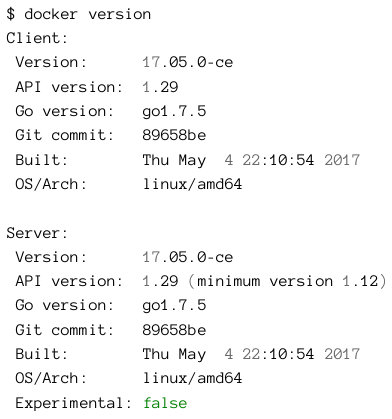 $ docker version
Client:
 Version:      17.05.0-ce
 API version:  1.29
 Go version:   go1.7.5
 Git commit:   89658be
 Built:        Thu May  4 22:10:54 2017
 OS/Arch:      linux/amd64

Server:
 Version:      17.05.0-ce
 API version:  1.29 (minimum version 1.12)
 Go version:   go1.7.5
 Git commit:   89658be
 Built:        Thu May  4 22:10:54 2017
 OS/Arch:      linux/amd64
 Experimental: false